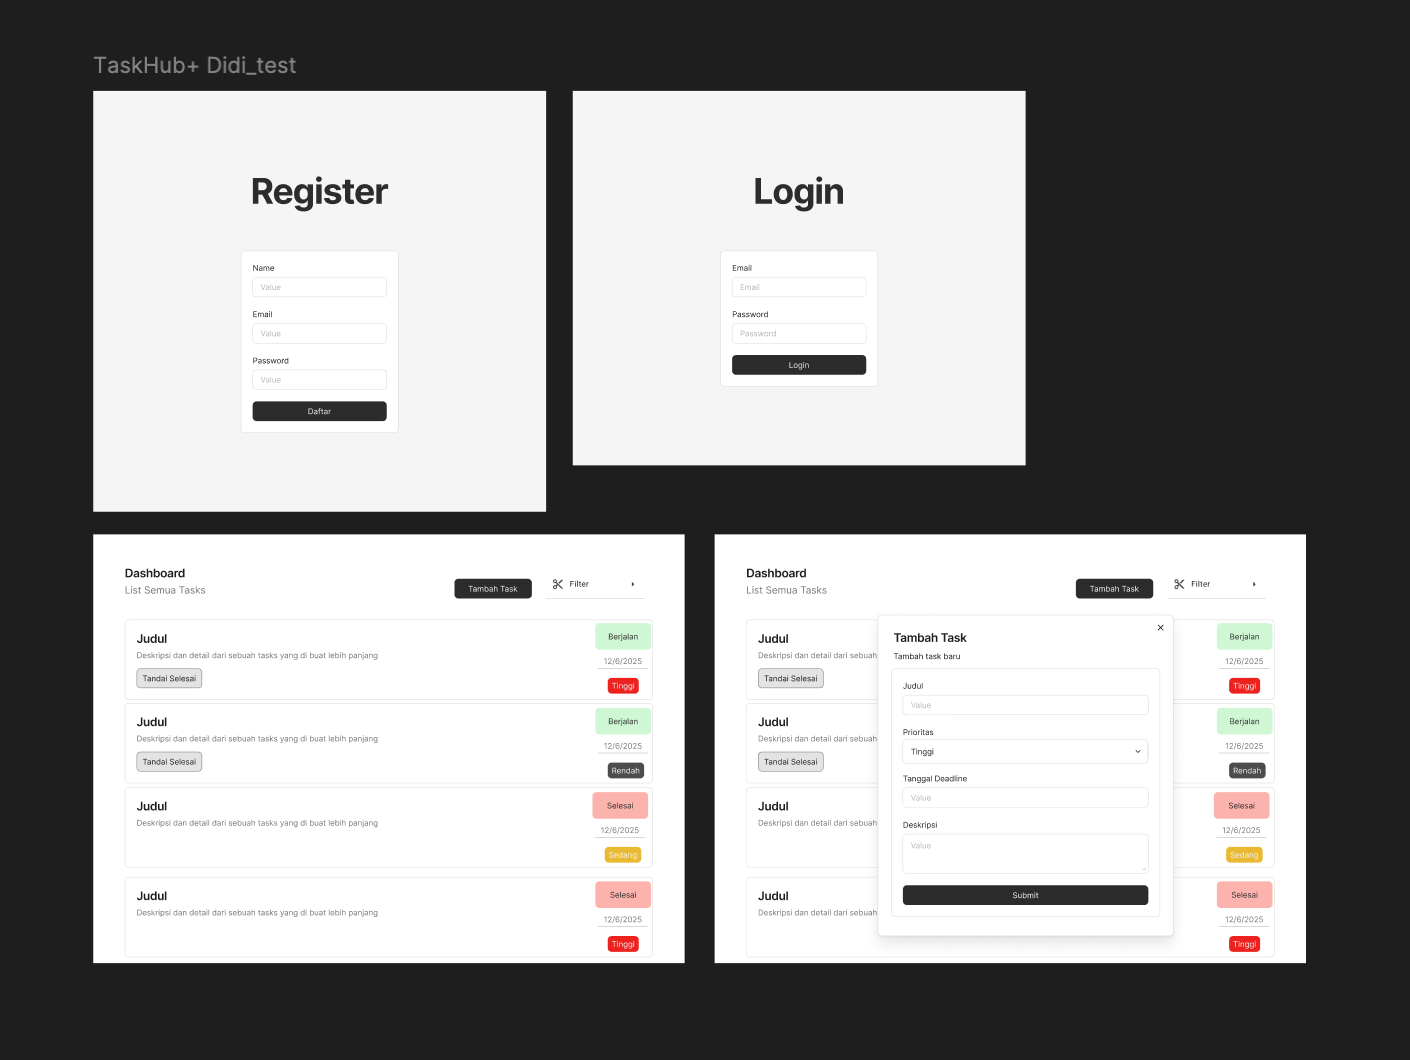 TaskHub+ Didi_test
Register
Name
Value
Email
Value
Password
Value
Daftar
Login
Email
Email
Password
Password
Login
Dashboard
List Semua Tasks
Tambah Task
Filter
Judul
Deskripsi dan detail dari sebuah tasks yang di buat lebih panjang
Tandai Selesai
Berjalan
12/6/2025
Tinggi
Judul
Deskripsi dan detail dari sebuah tasks yang di buat lebih panjang
Tandai Selesai
Berjalan
12/6/2025
Rendah
Judul
Deskripsi dan detail dari sebuah tasks yang di buat lebih panjang
Selesai
12/6/2025
Sedang
Judul
Deskripsi dan detail dari sebuah tasks yang di buat lebih panjang
Selesai
12/6/2025
Tinggi
Dashboard
List Semua Tasks
Tambah Task
Filter
Judul
Deskripsi dan detail dari sebuah
Tandai Selesai
Berjalan
12/6/2025
Tinggi
Judul
Deskripsi dan detail dari sebuah
Tandai Selesai
Berjalan
12/6/2025
Rendah
Judul
Deskripsi dan detail dari sebuah
Selesai
12/6/2025
Sedang
Judul
Deskripsi dan detail dari sebuah
Selesai
12/6/2025
Tinggi
Tambah Task
Tambah task baru
Judul
Value
Prioritas
Tinggi
Tanggal Deadline
Value
Deskripsi
Value
Submit